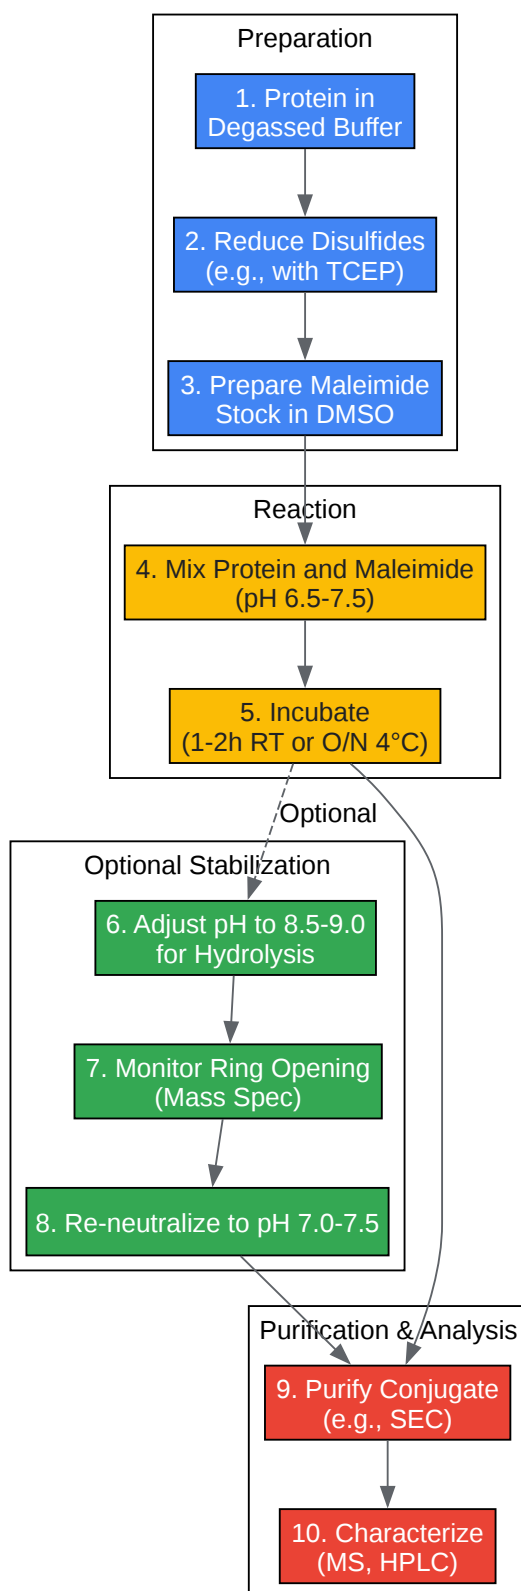 Preparation
1. Protein in
Degassed Buffer
2. Reduce Disulfides
(e.g., with TCEP)
3. Prepare Maleimide
Stock in DMSO
Reaction
4. Mix Protein and Maleimide
(pH 6.5-7.5)
5. Incubate
(1-2h RT or O/N 4°C)
Optional
Optional Stabilization
6. Adjust pH to 8.5-9.0
for Hydrolysis
7. Monitor Ring Opening
(Mass Spec)
8. Re-neutralize to pH 7.0-7.5
Purification & Analysis
9. Purify Conjugate
(e.g., SEC)
10. Characterize
(MS, HPLC)